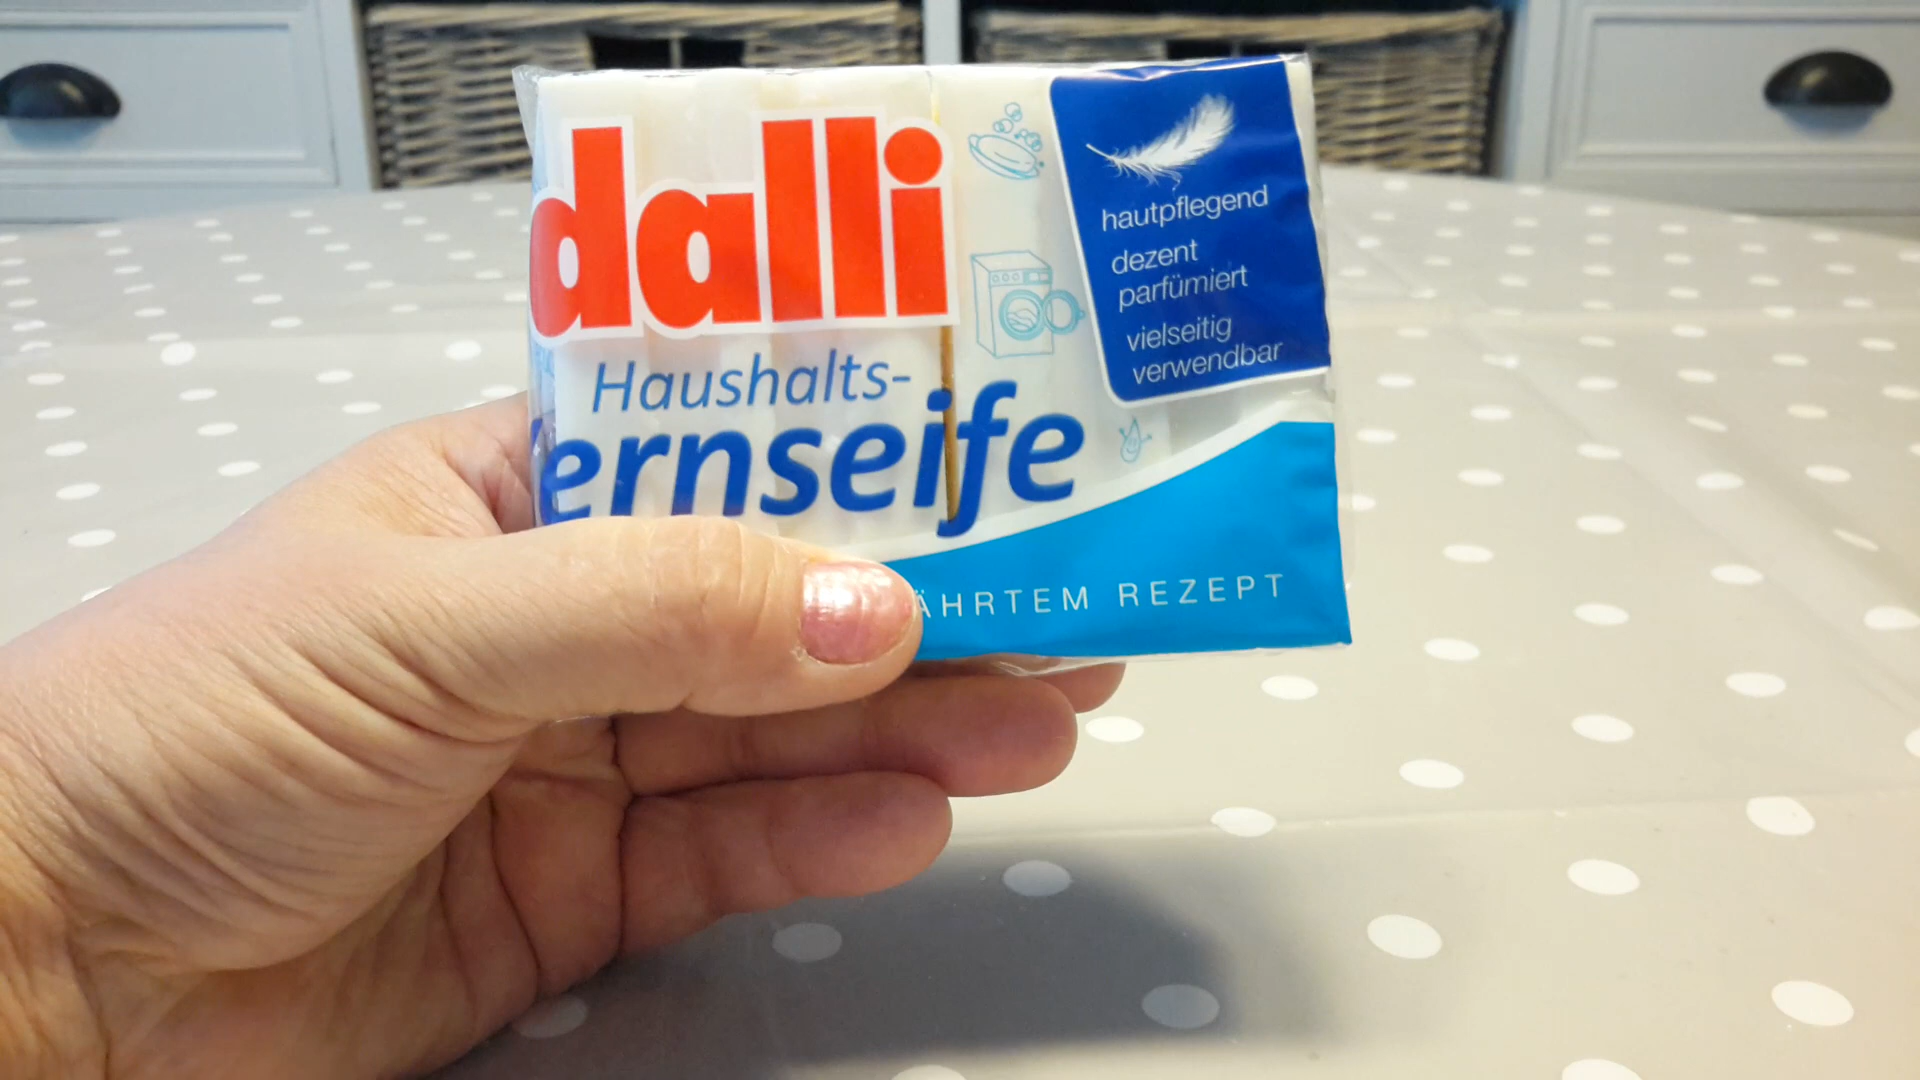 dalli
Haushalts-
ernseife
hautpflegend
dezent
parfümiert
vielseitig
verwendbar
ÄHRTEM REZEPT